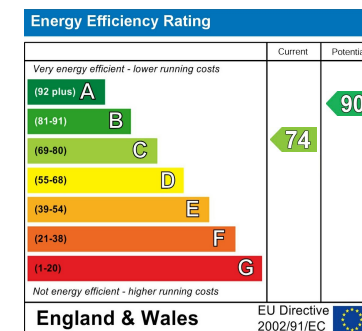 Energy Efficiency Rating
Current Potentia
Very energy efficient - lower running costs
(92 plus) A
(81-91) B
90
(69-80) C
74
(55-68) D
(39-54) E
(21-38) F
(1-20) G
Not energy efficient - higher running costs
England & Wales
EU Directive
2002/91/EC